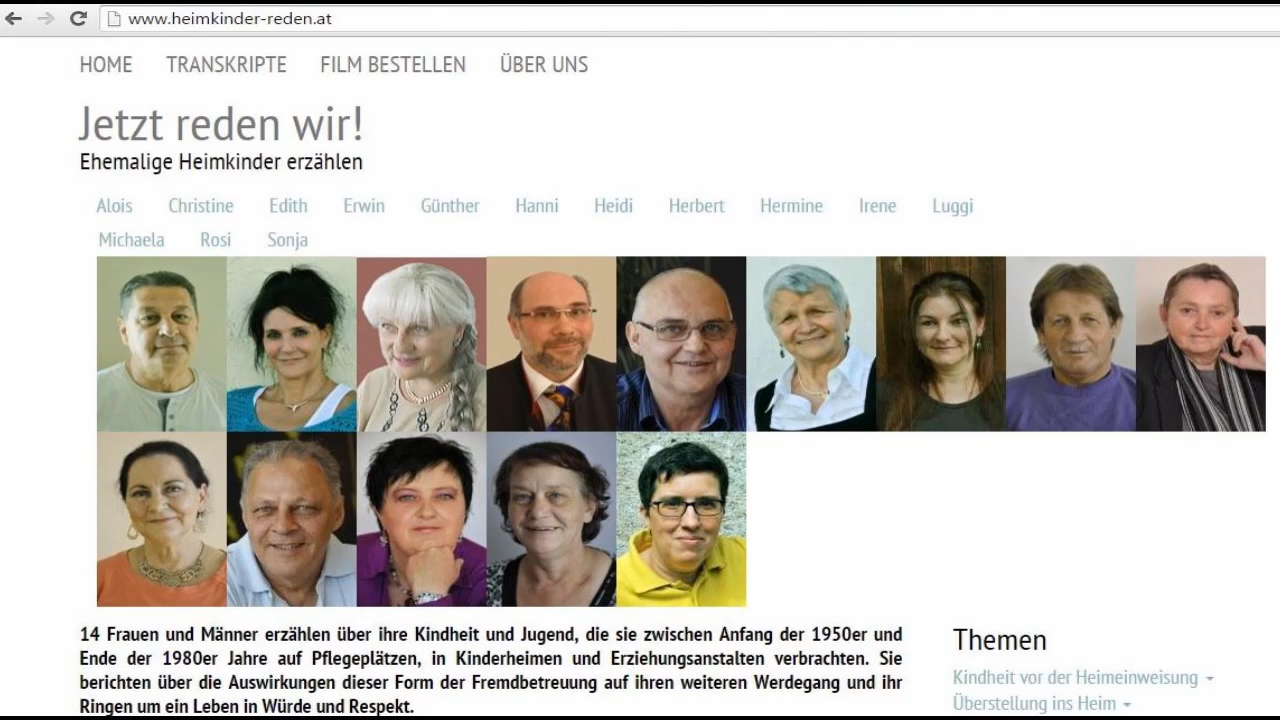 www.heimkinder-reden.at
HOME TRANSKRIPTE FILM BESTELLEN ÜBER UNS
Jetzt reden wir!
Ehemalige Heimkinder erzählen
Alois Christine Edith Erwin Günther Hanni Heidi Herbert Hermine Irene Luggi
Michaela Rosi Sonja
14 Frauen und Männer erzählen über ihre Kindheit und Jugend, die sie zwischen Anfang der 1950er und
Ende der 1980er Jahre auf Pflegeplätzen, in Kinderheimen und Erziehungsanstalten verbrachten. Sie
berichten über die Auswirkungen dieser Form der Fremdbetreuung auf ihren weiteren Werdegang und ihr
Ringen um ein Leben in Würde und Respekt.
Themen
Kindheit vor der Heimeinweisung
Überstellung ins Heim